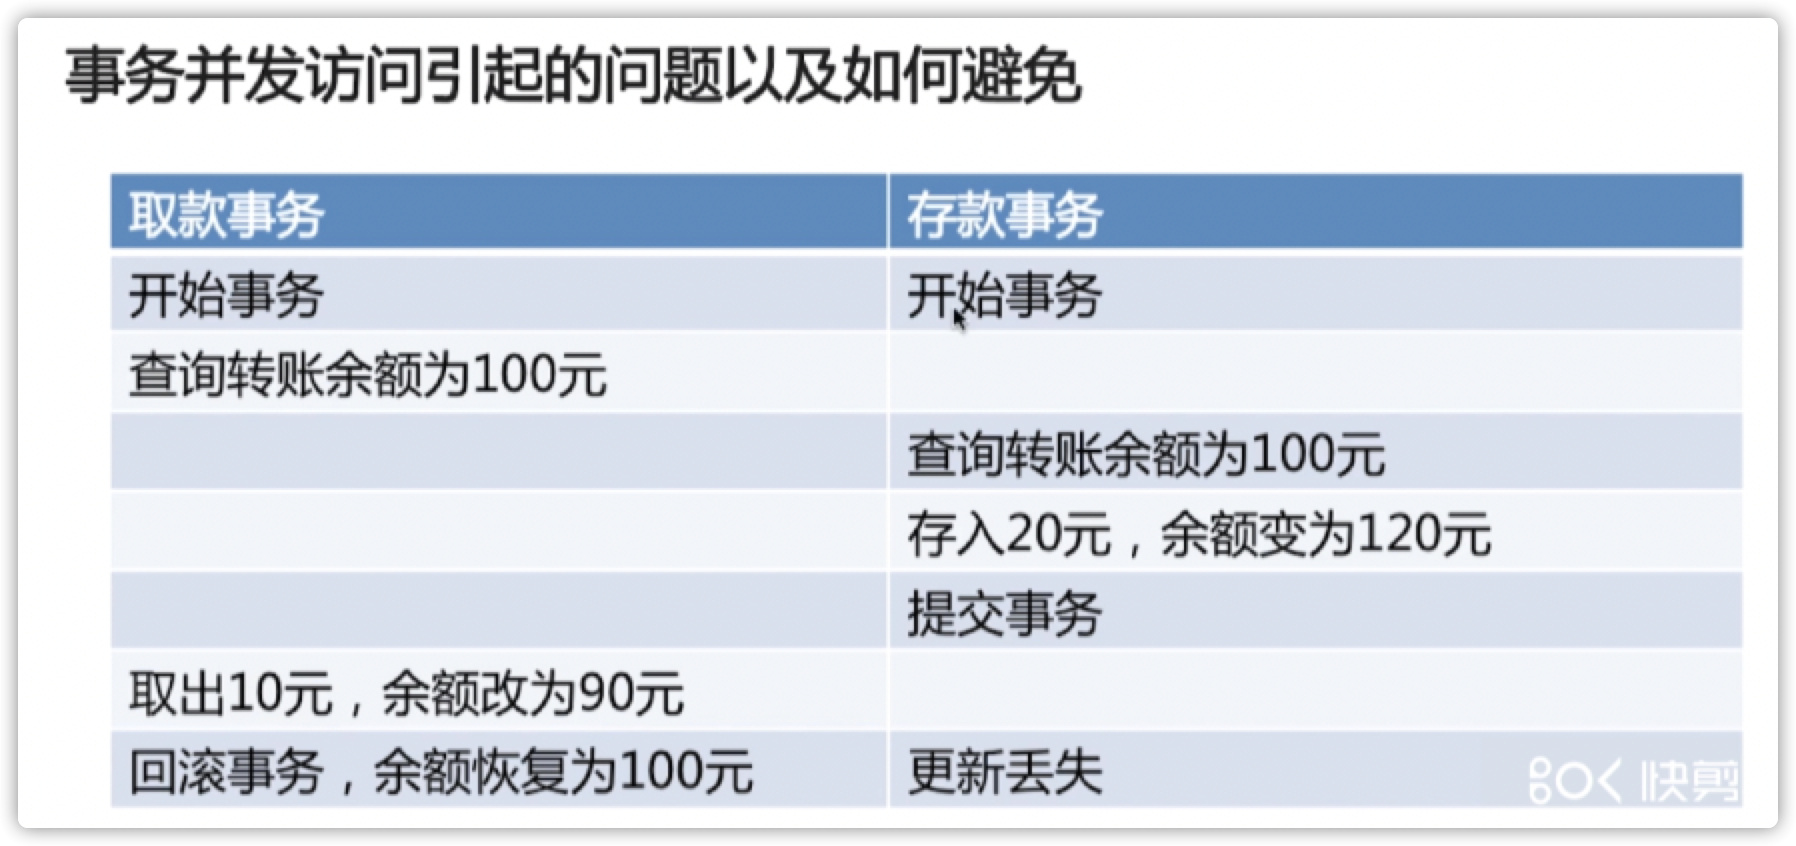 事务并发访问引起的问题以及如何避免
取款事务 存款事务
开始事务 开始事务
查询转账余额为100元
查询转账余额为100元
存入20元，余额变为120元
提交事务
取出10元，余额改为90元
回滚事务，余额恢复为100元 更新丢失
快剪